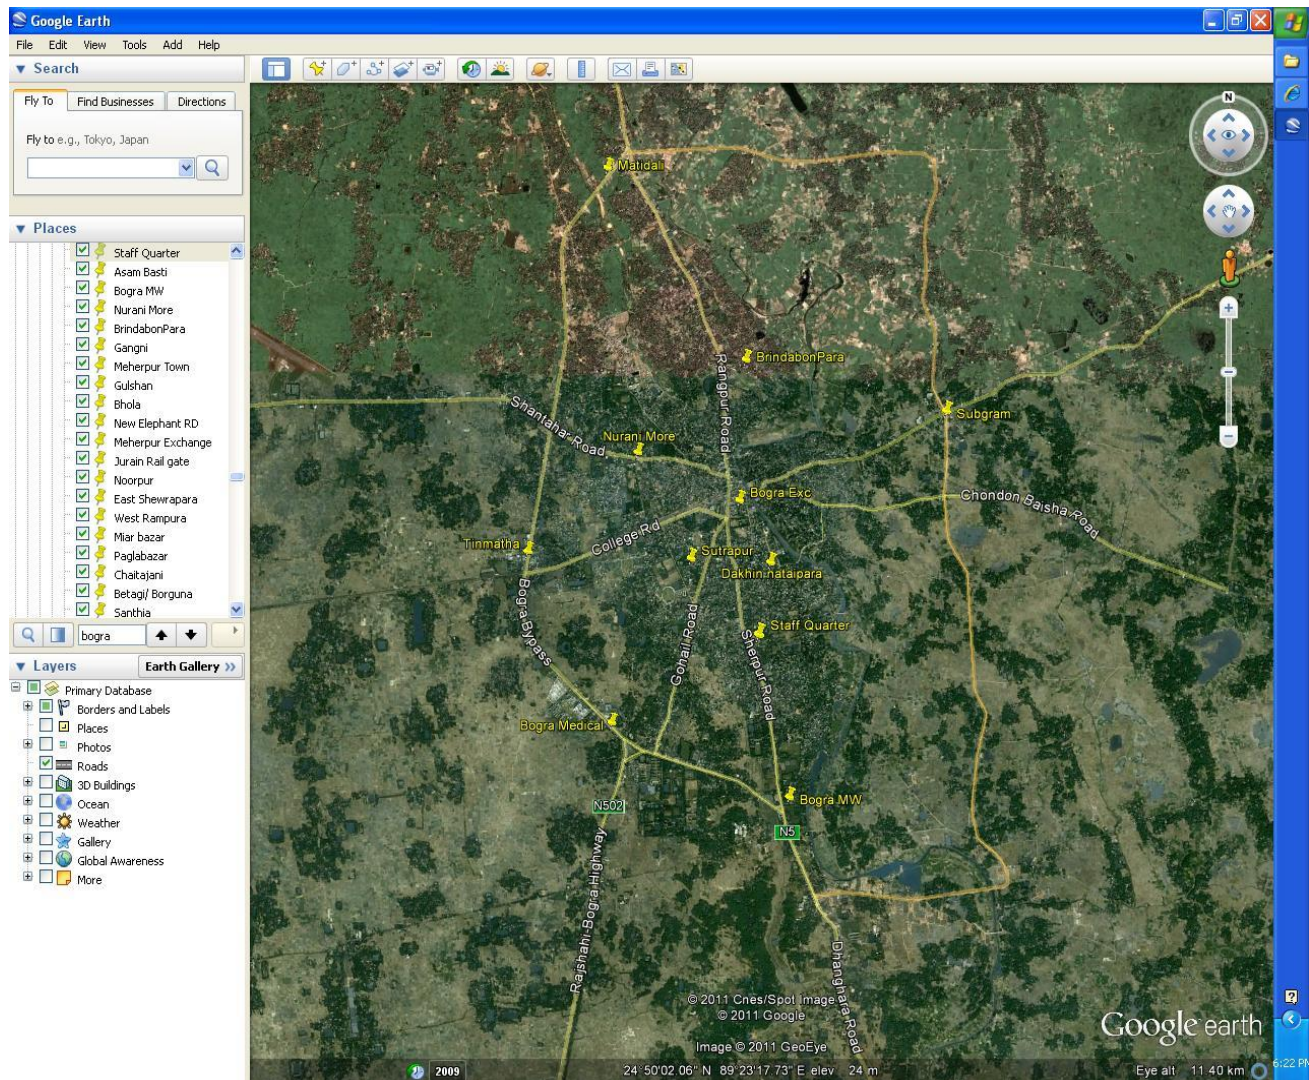 Google Earth
File Edit View Tools Add Help
Search
Fly To Find Businesses Directions
Fly to e.g., Tokyo, Japan
Places
Staff Quarter
Asam Basti
Bogra MW
Nurani More
BrindabonPara
Gangni
Meherpur Town
Gulshan
Bhola
New Elephant RD
Meherpur Exchange
Jurain Rail gate
Noorpur
East Shewrapara
West Rampura
Miar bazar
Paglabazar
Chaitajani
Betagi/ Borguna
Santhia
bogra
Layers Earth Gallery >>
Primary Database
Borders and Labels
Places
Photos
Roads
3D Buildings
Ocean
Weather
Gallery
Global Awareness
More
N
Matidali
BrindabonPara
Rangpur Road
Shantahar Road
Subgram
Nurani More
Bogra Exc
Chondon Baisha Road
College Rd
Tinmatha
Sutrapur
Dakhin nataipara
Bogra Bypass
Staff Quarter
Gohail Road
Sherpur Road
Bogra Medical
Bogra MW
N502
N5
Rajshahi-Bogra Highway
Dhanghara Road
© 2011 Cnes/Spot Image
© 2011 Google
Image © 2011 GeoEye
Google earth
2009 24°50'02.06" N 89°23'17.73" E elev 24 m Eye alt 11.40 km
6:22 PM